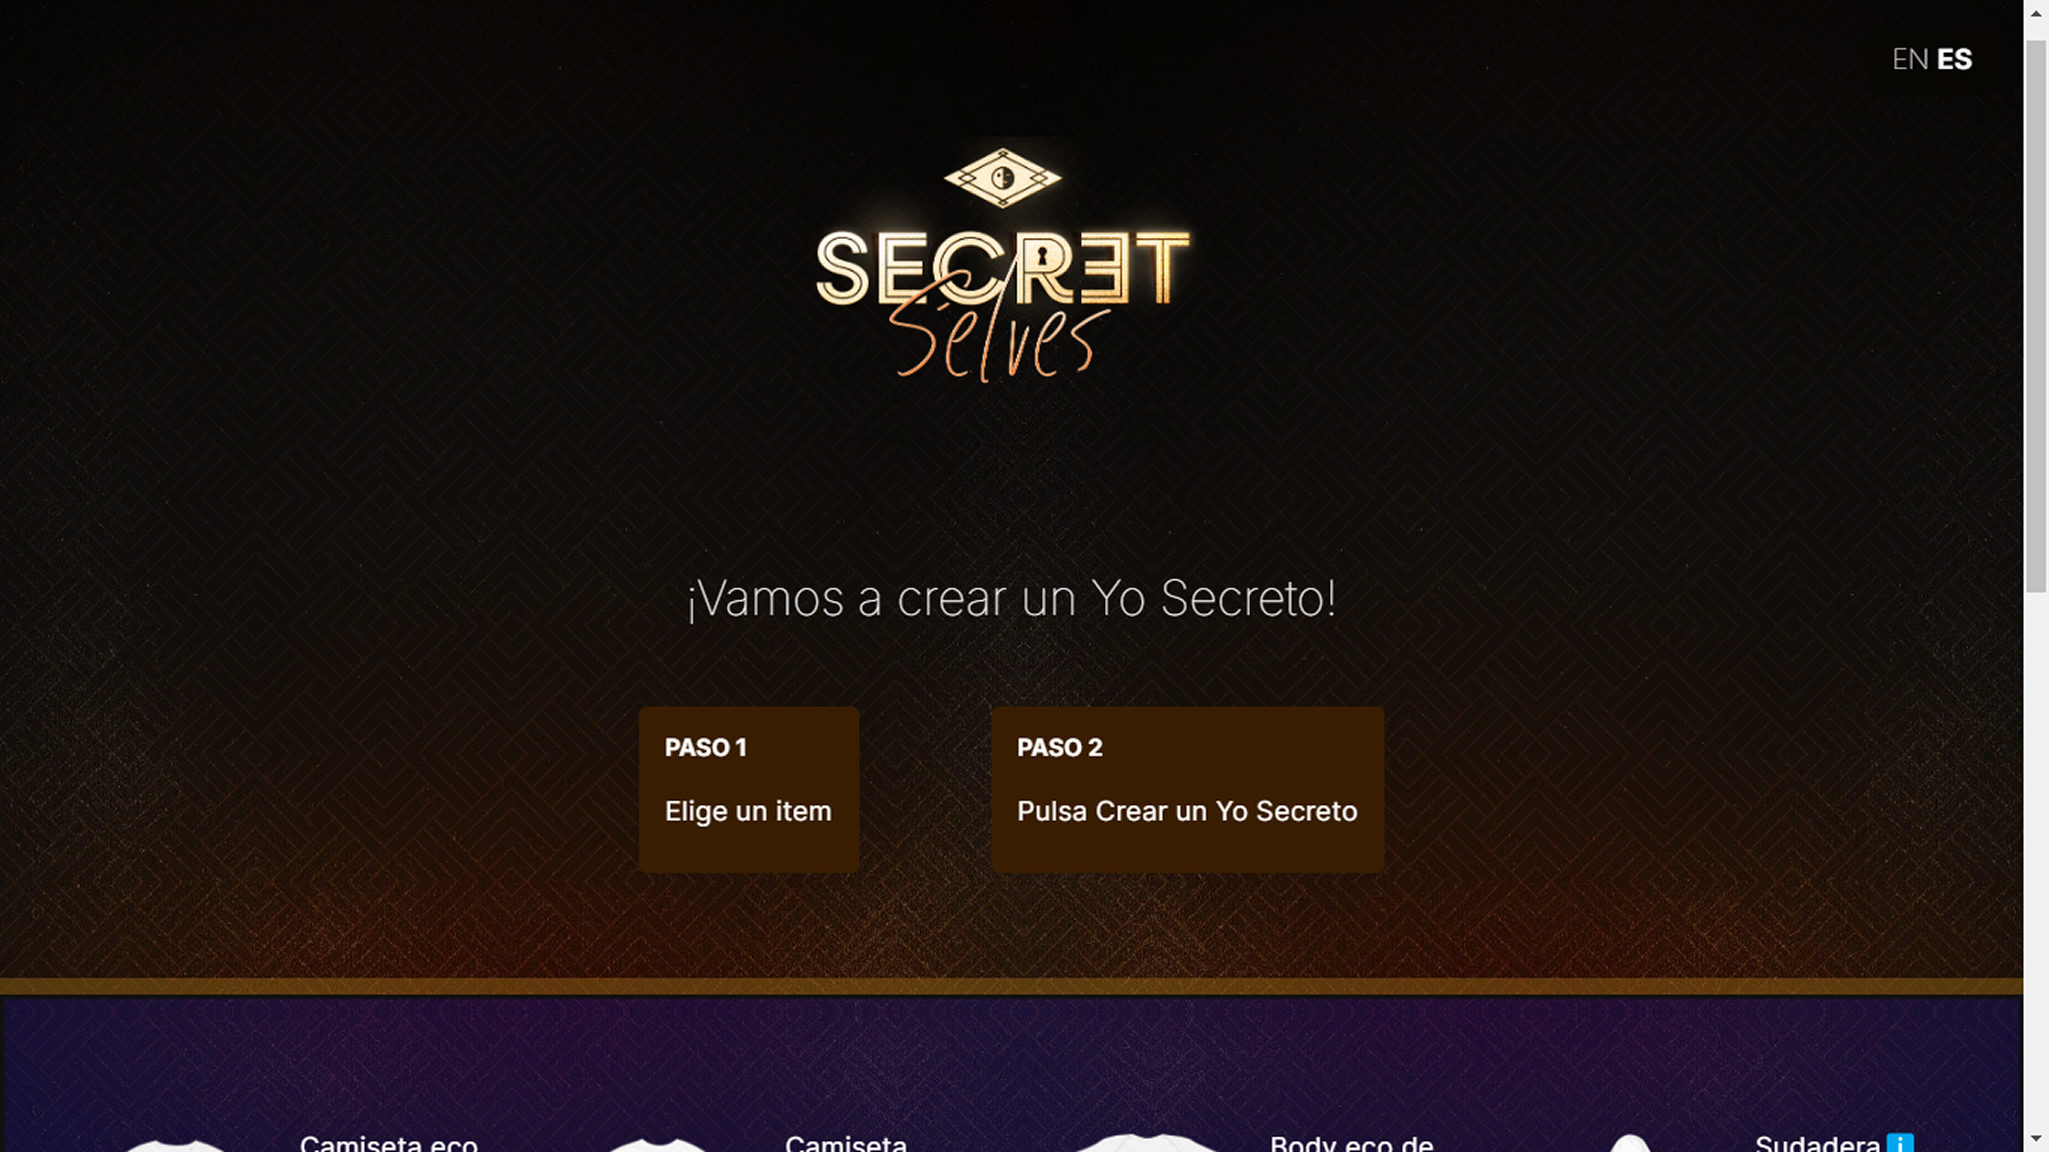 EN ES
SECRET
Selves
¡Vamos a crear un Yo Secreto!
PASO 1
Elige un item
PASO 2
Pulsa Crear un Yo Secreto
Camiseta eco
Camiseta
Body eco de
Sudadera i